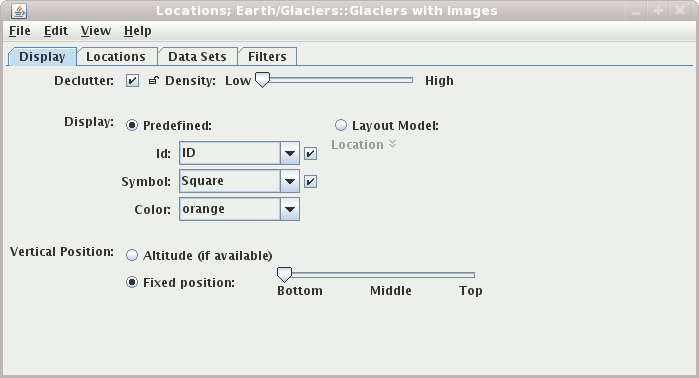 Locations; Earth/Glaciers::Glaciers with images
File Edit View Help
Display Locations Data Sets Filters
Declutter: Density: Low High
Display: Predefined: Layout Model:
Location
Id: ID
Symbol: Square
Color: orange
Vertical Position: Altitude (if available)
Fixed position:
Bottom Middle Top